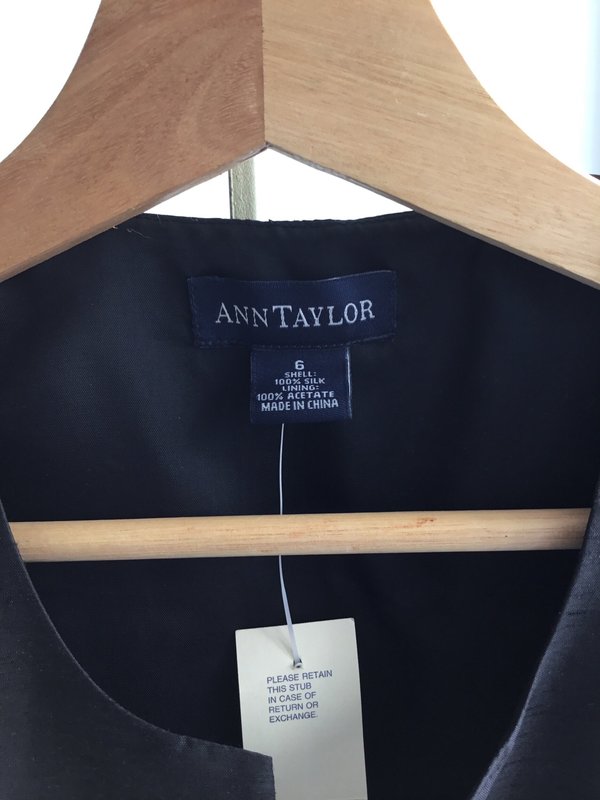 ANN TAYLOR
6
SHELL:
100% SILK
LINING:
100% ACETATE
MADE IN CHINA
PLEASE RETAIN
THIS STUB
IN CASE OF
RETURN OR
EXCHANGE.